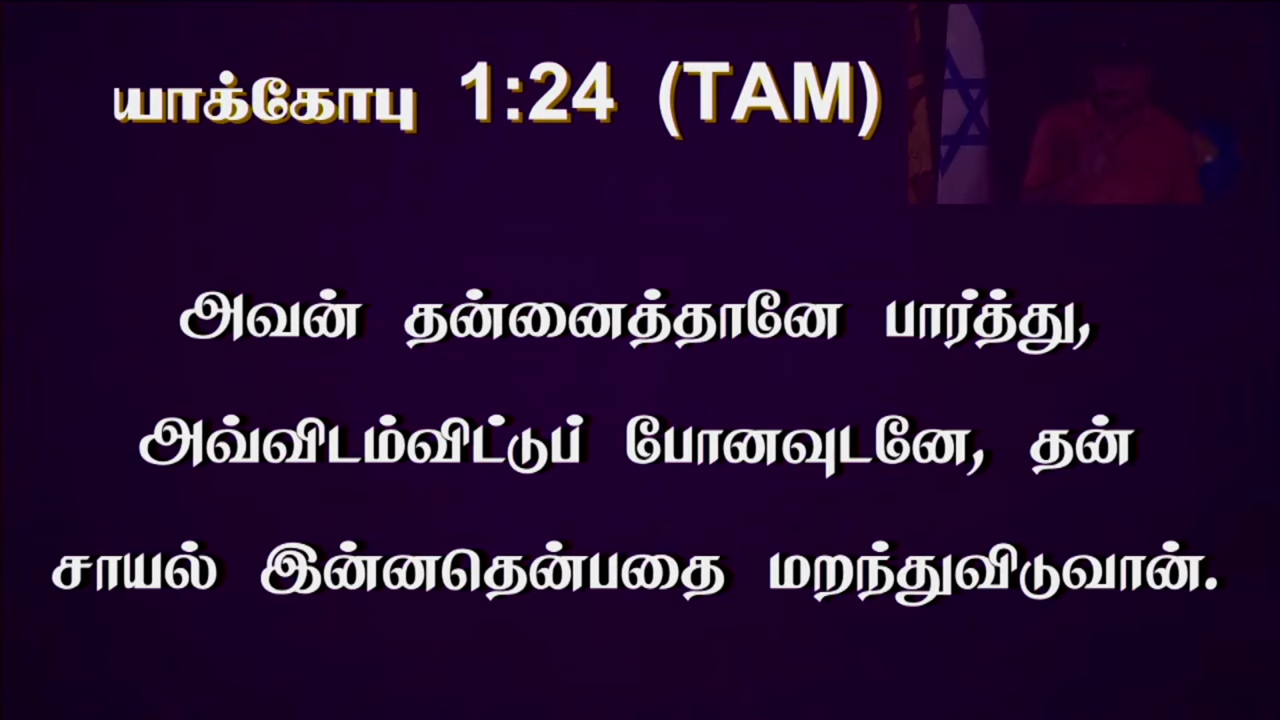 யாக்கோபு 1:24 (TAM)
அவன் தன்னைத்தானே பார்த்து,
அவ்விடம்விட்டுப் போனவுடனே, தன்
சாயல் இன்னதென்பதை மறந்துவிடுவான்.